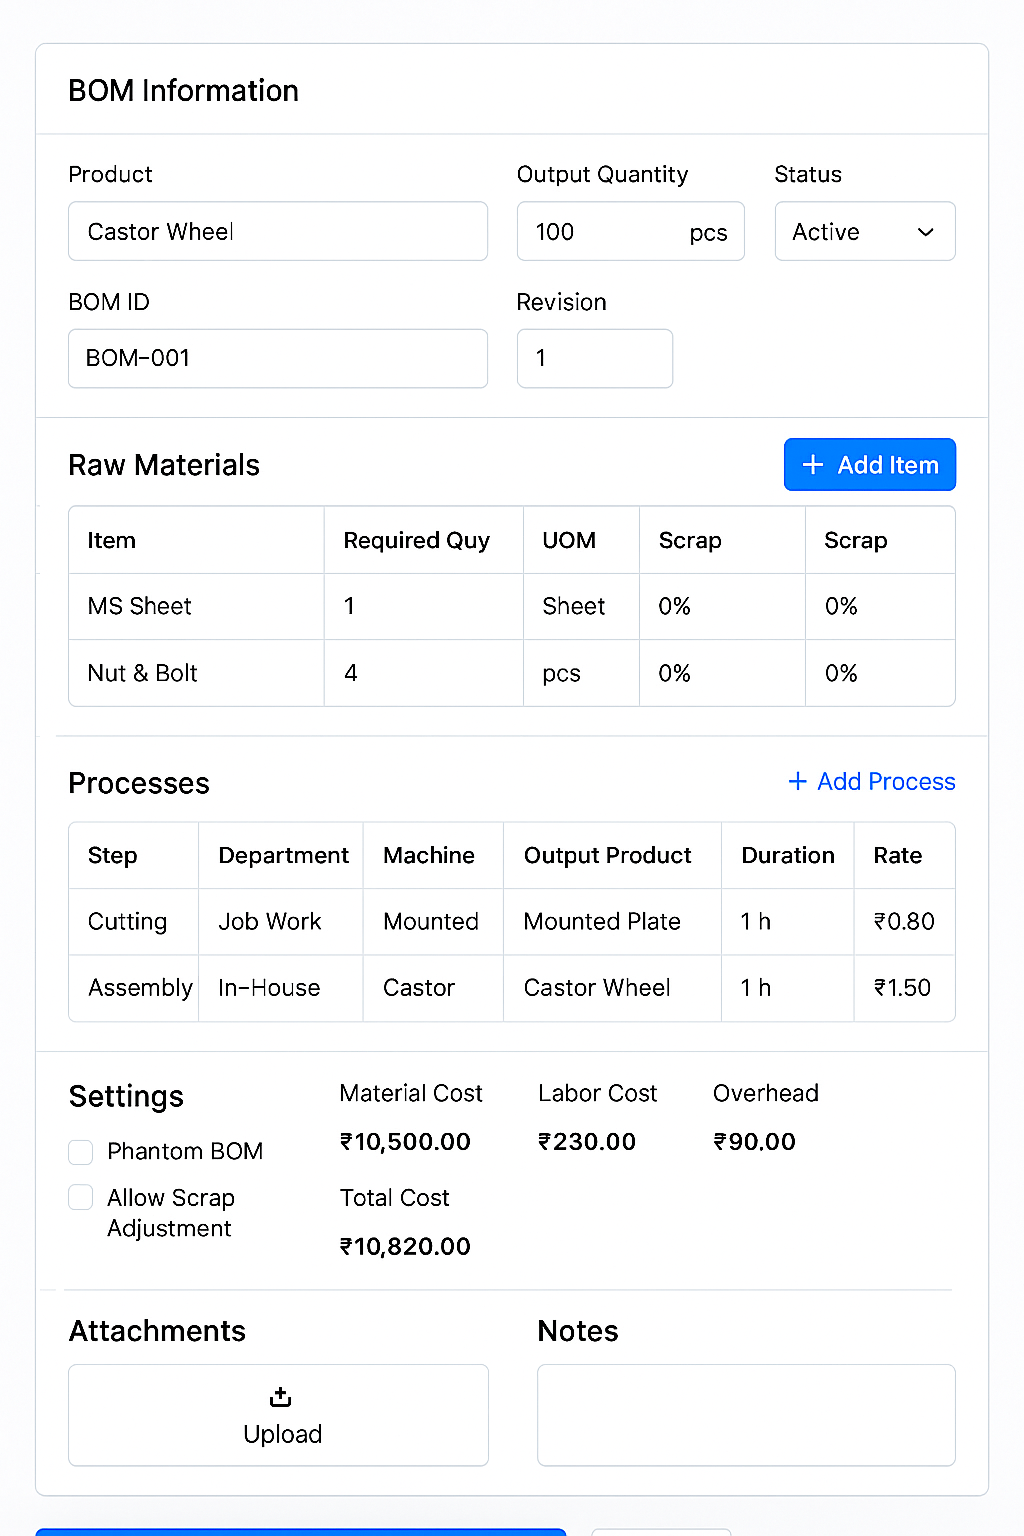 BOM Information
Product Output Quantity Status
Castor Wheel 100 pcs Active
BOM ID Revision
BOM-001 1
Raw Materials + Add Item
Item Required Quy UOM Scrap Scrap
MS Sheet 1 Sheet 0% 0%
Nut & Bolt 4 pcs 0% 0%
Processes + Add Process
Step Department Machine Output Product Duration Rate
Cutting Job Work Mounted Mounted Plate 1 h ₹0.80
Assembly In-House Castor Castor Wheel 1 h ₹1.50
Settings Material Cost Labor Cost Overhead
Phantom BOM ₹10,500.00 ₹230.00 ₹90.00
Allow Scrap Total Cost
Adjustment
₹10,820.00
Attachments Notes
Upload